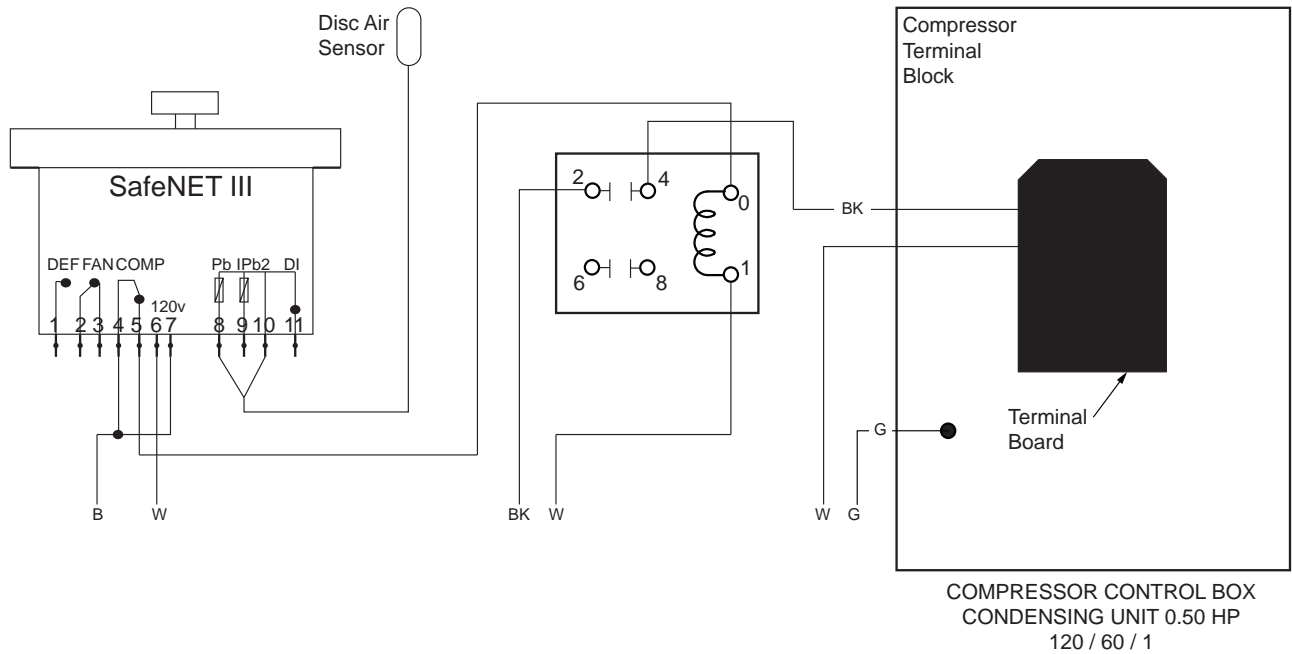 Disc Air
Sensor
Compressor
Terminal
Block
SafeNET III
DEF FAN COMP Pb IPb2 DI
120v
1 2 3 4 5 6 7 8 9 10 11
2 4 0
6 8 1
BK
G
Terminal
Board
B W BK W W G
COMPRESSOR CONTROL BOX
CONDENSING UNIT 0.50 HP
120 / 60 / 1